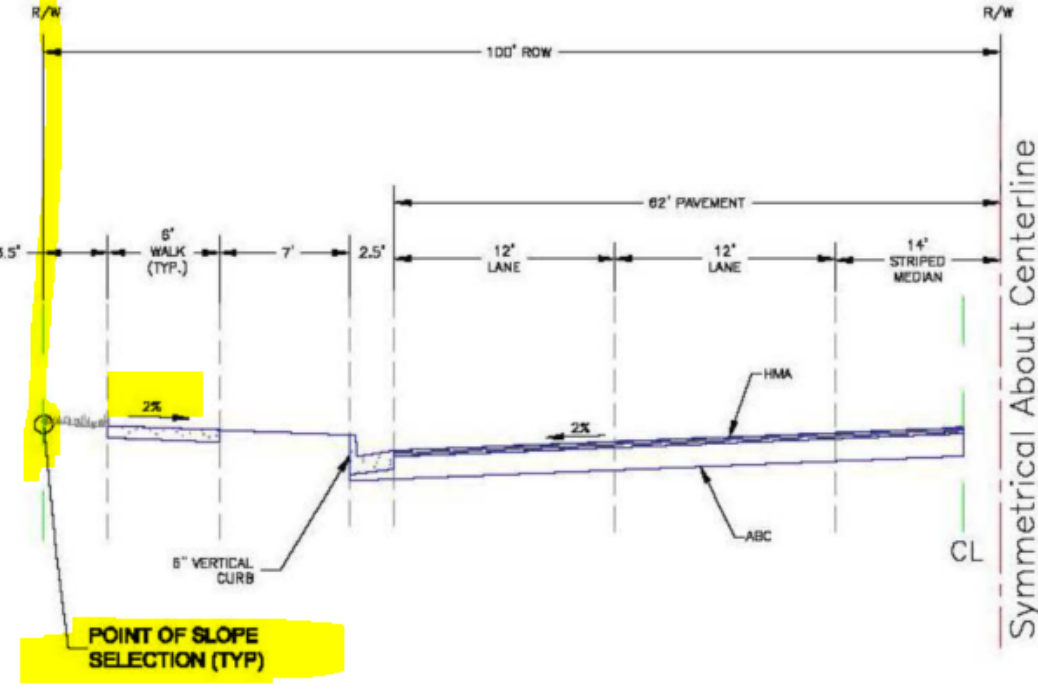 R/W
R/W
100' ROW
62' PAVEMENT
6'
WALK
(TYP.)
7'
2.5'
12'
LANE
12'
LANE
14'
STRIPED
MEDIAN
HMA
2%
2%
ABC
CL
6" VERTICAL
CURB
POINT OF SLOPE
SELECTION (TYP)
Symmetrical About Centerline